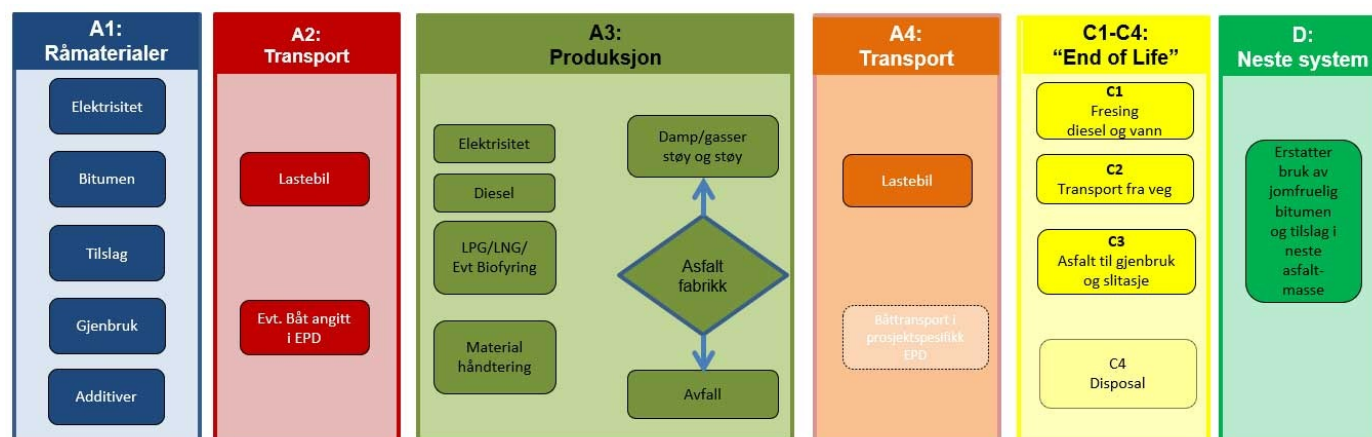 A1:
Råmaterialer
Elektrisitet
Bitumen
Tilslag
Gjenbruk
Additiver
A2:
Transport
Lastebil
Evt. Båt angitt
i EPD
A3:
Produksjon
Elektrisitet
Diesel
LPG/LNG/
Evt Biofyring
Material
håndtering
Damp/gasser
støy og støy
Asfalt
fabrikk
Avfall
A4:
Transport
Lastebil
Båttransport i
prosjektspesifikk
EPD
C1-C4:
“End of Life”
C1
Fresing
diesel og vann
C2
Transport fra veg
C3
Asfalt til gjenbruk
og slitasje
C4
Disposal
D:
Neste system
Erstatter
bruk av
jomfruelig
bitumen
og tilslag i
neste
asfalt-
masse